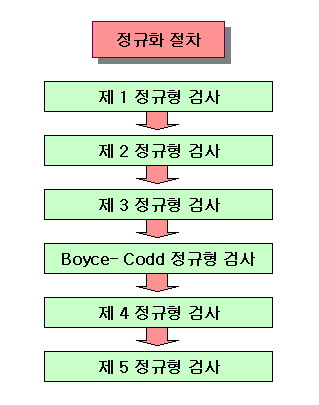 정규화 절차
제 1 정규형 검사
제 2 정규형 검사
제 3 정규형 검사
Boyce- Codd 정규형 검사
제 4 정규형 검사
제 5 정규형 검사